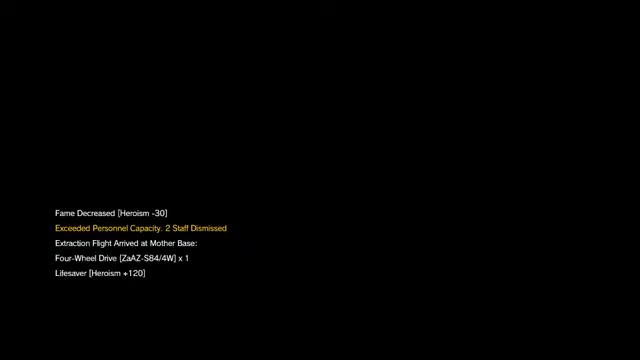 Fame Decreased [Heroism -30]
Exceeded Personnel Capacity. 2 Staff Dismissed
Extraction Flight Arrived at Mother Base:
Four-Wheel Drive [ZaAZ-S84/4W] x 1
Lifesaver [Heroism +120]